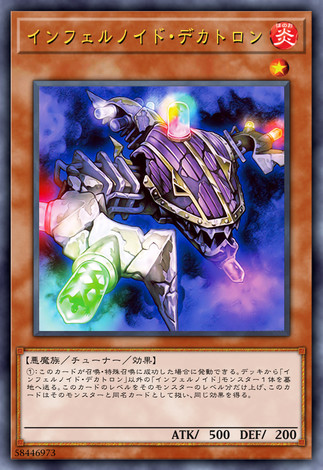 インフェルノイド・デカトロン
炎
【悪魔族／チューナー／効果】
①：このカードが召喚・特殊召喚に成功した場合に発動できる。デッキから「イ
ンフェルノイド・デカトロン」以外の「インフェルノイド」モンスター１体を墓
地へ送る。このカードのレベルをそのモンスターのレベル分だけ上げ、このカ
ードはそのモンスターと同名カードとして扱い、同じ効果を得る。
ATK/ 500 DEF/ 200
58446973